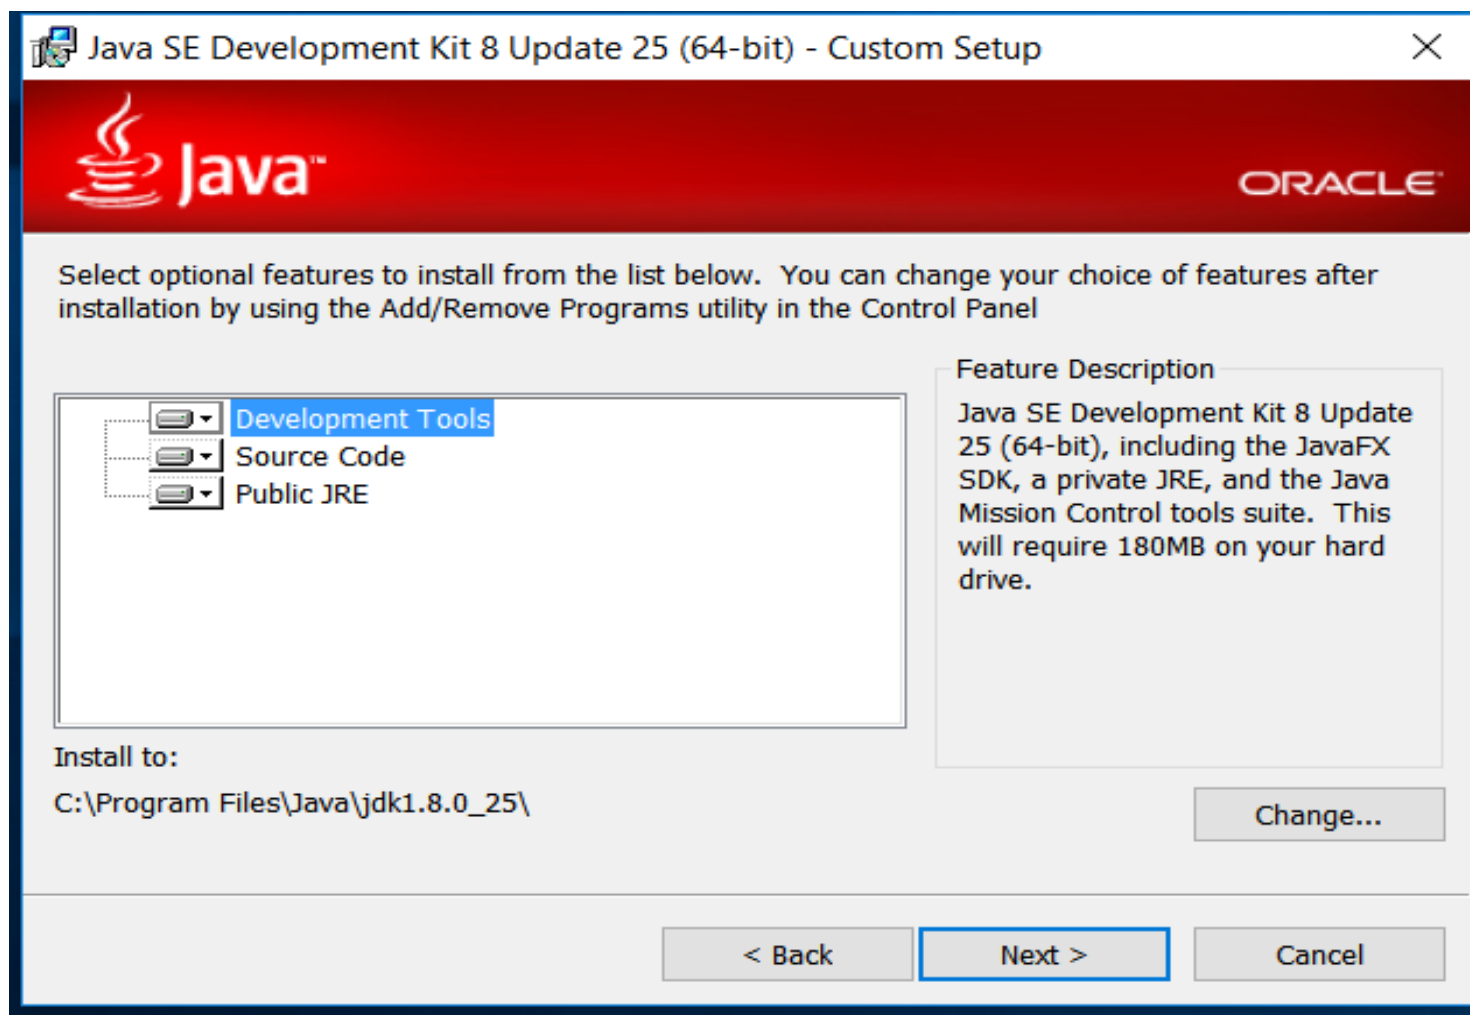 Java SE Development Kit 8 Update 25 (64-bit) - Custom Setup
Java™
ORACLE
Select optional features to install from the list below.  You can change your choice of features after
installation by using the Add/Remove Programs utility in the Control Panel
Development Tools
Source Code
Public JRE
Feature Description
Java SE Development Kit 8 Update
25 (64-bit), including the JavaFX
SDK, a private JRE, and the Java
Mission Control tools suite.  This
will require 180MB on your hard
drive.
Install to:
C:\Program Files\Java\jdk1.8.0_25\
Change...
< Back
Next >
Cancel